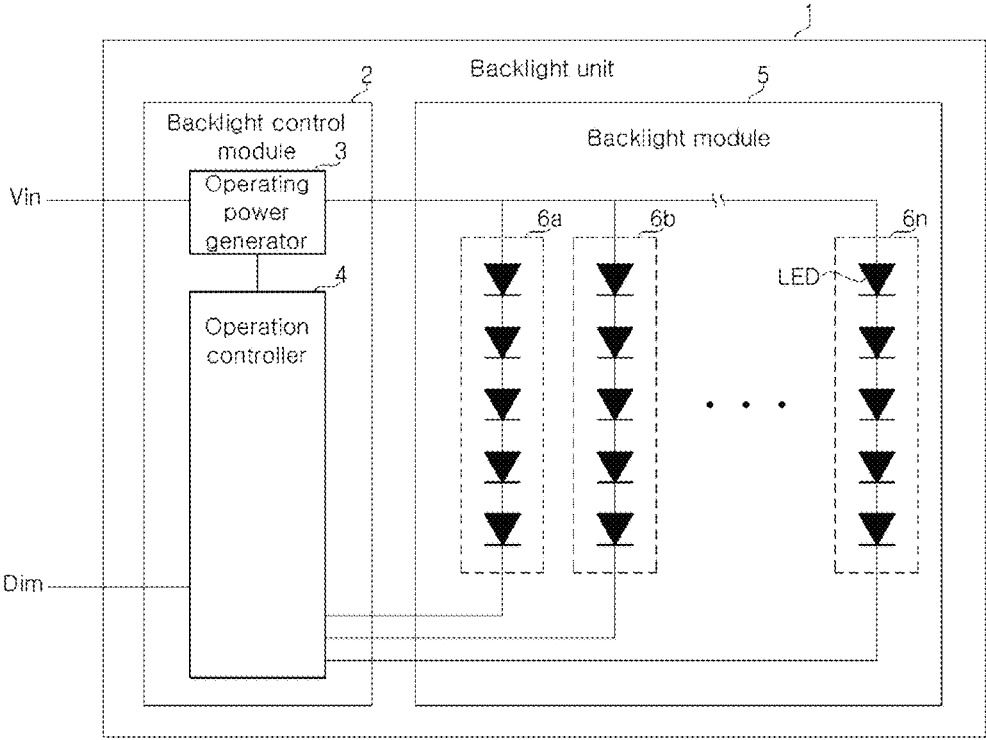 1
Backlight unit
2
5
Backlight control
module
Backlight module
3
Vin
Operating
power
generator
6a
6b
6n
LED
4
Operation
controller
Dim